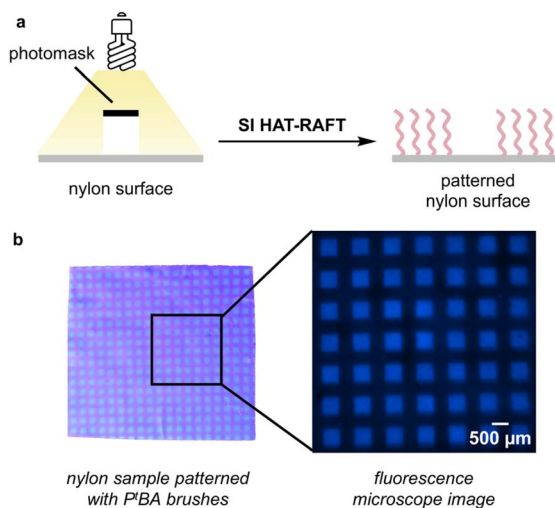 a
photomask
SI HAT-RAFT
nylon surface
patterned
nylon surface
b
500 µm
nylon sample patterned
with PᵗBA brushes
fluorescence
microscope image